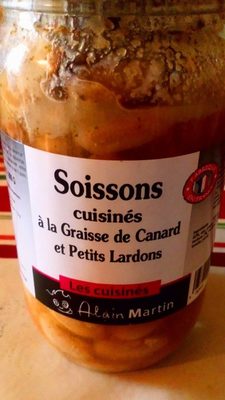 Soissons
cuisinés
à la Graisse de Canard
et Petits Lardons
Les cuisinés
Alain Martin